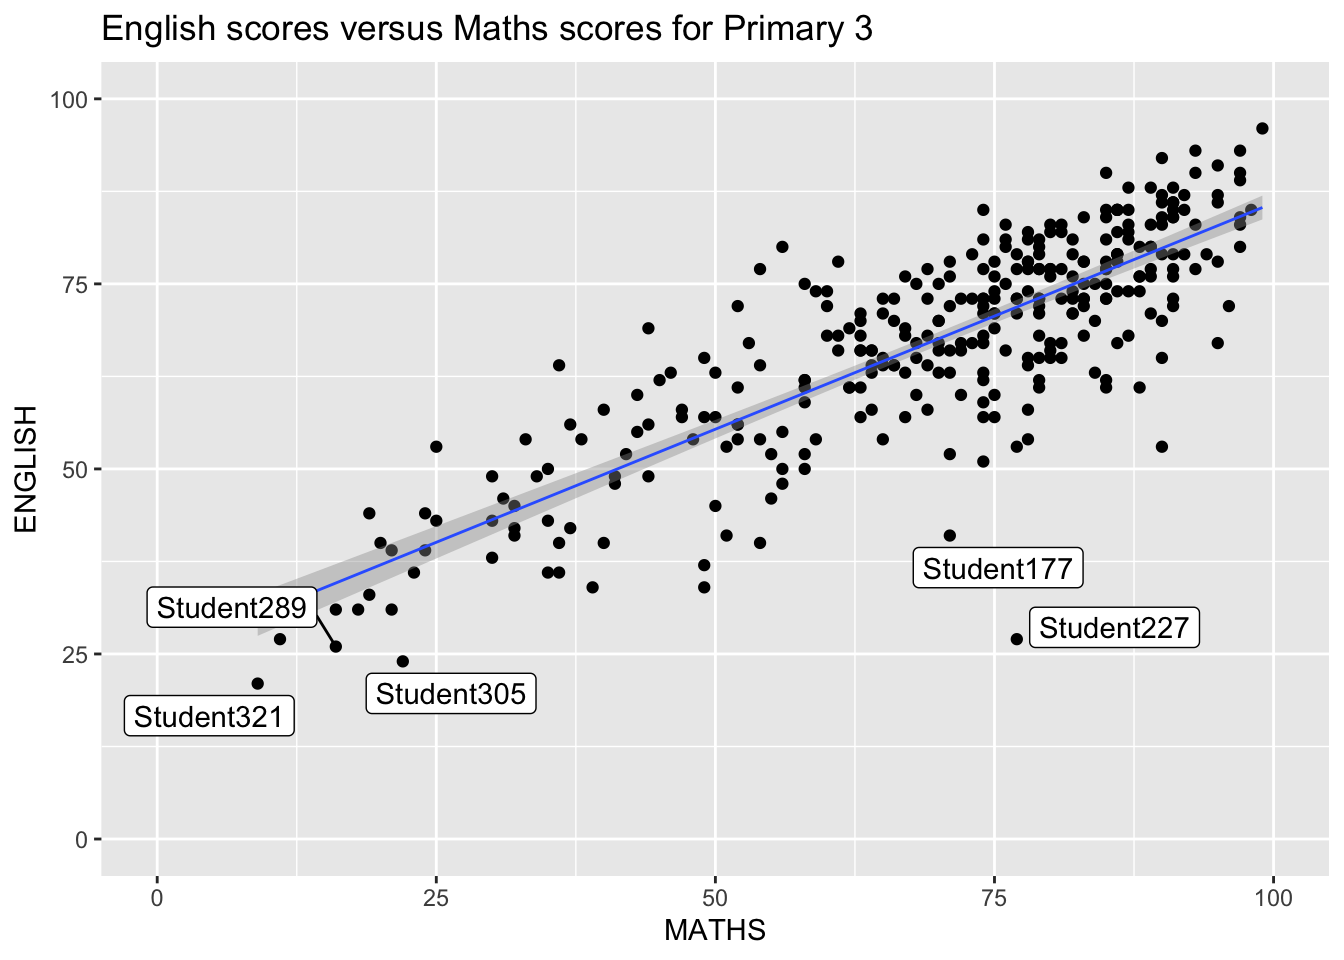 English scores versus Maths scores for Primary 3
100
75
50
25
0
ENGLISH
Student177
Student289
Student227
Student305
Student321
0
25
50
75
100
MATHS